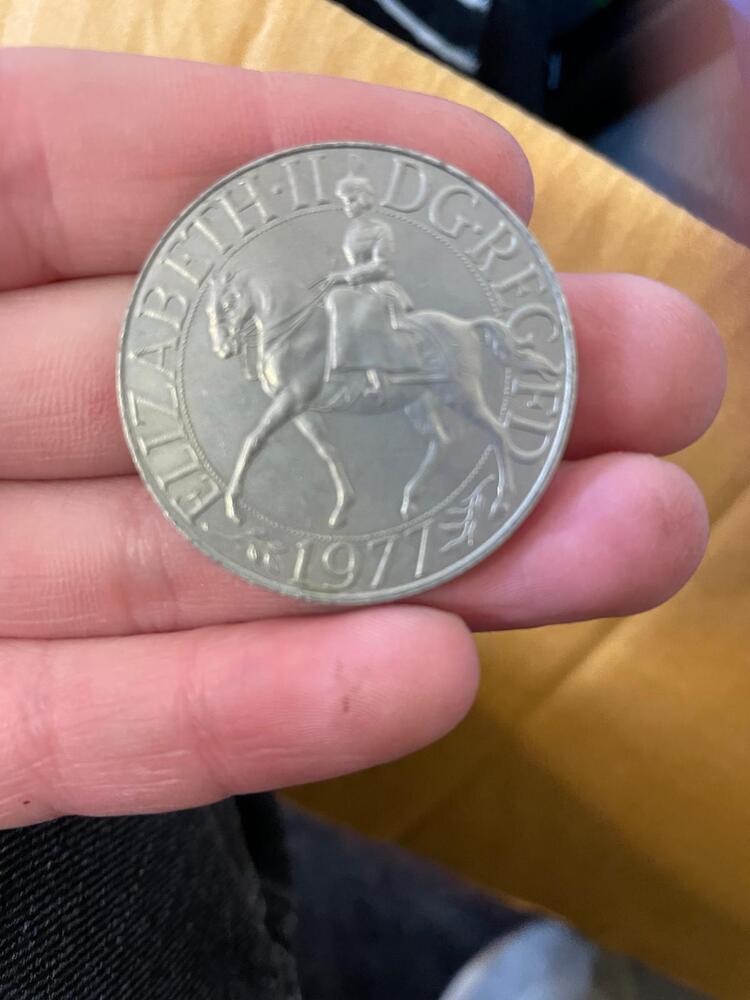 ELIZABETH·II DG·REG FD
1977